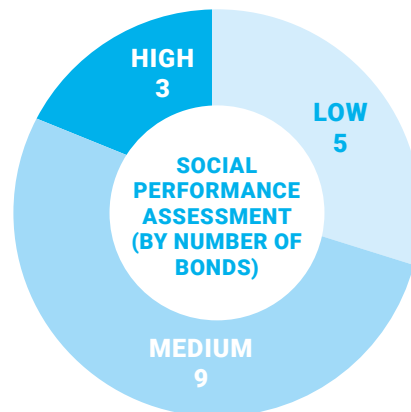 HIGH
3
LOW
5
SOCIAL
PERFORMANCE
ASSESSMENT
(BY NUMBER OF
BONDS)
MEDIUM
9